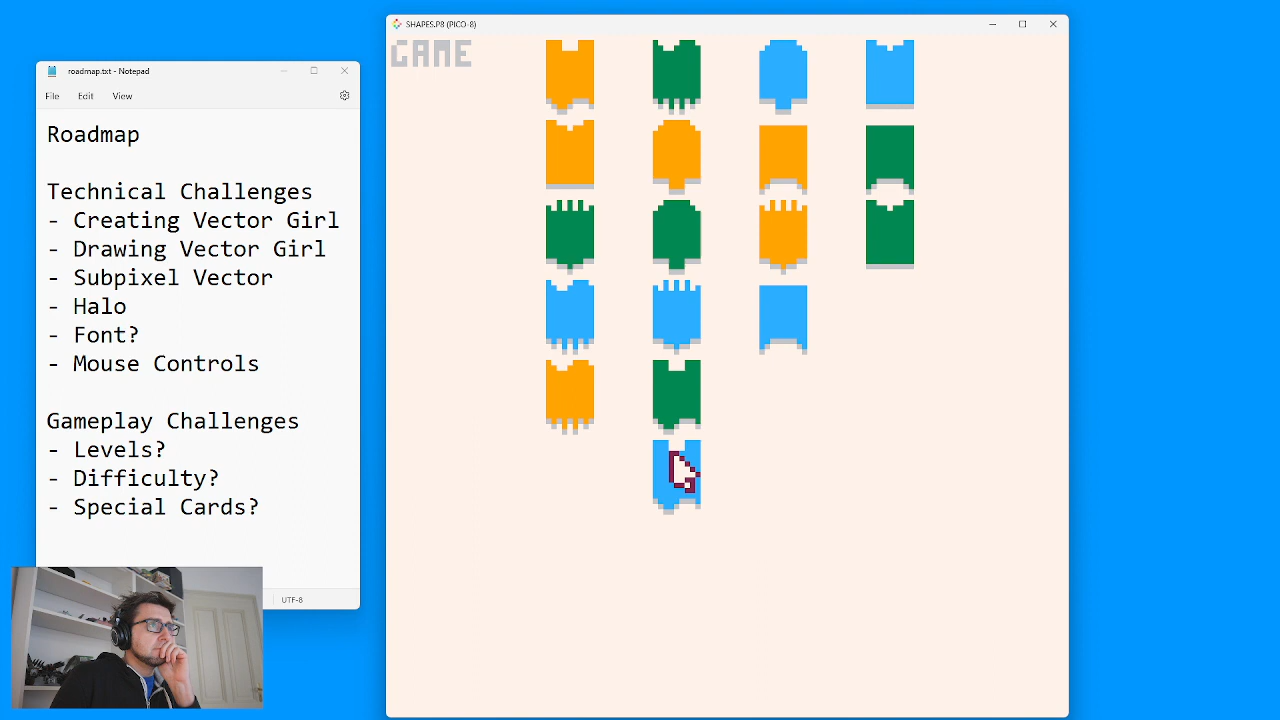 SHAPES.P8 (PICO-8)
GAME
roadmap.txt - Notepad
File Edit View
Roadmap
Technical Challenges
- Creating Vector Girl
- Drawing Vector Girl
- Subpixel Vector
- Halo
- Font?
- Mouse Controls
Gameplay Challenges
- Levels?
- Difficulty?
- Special Cards?
UTF-8